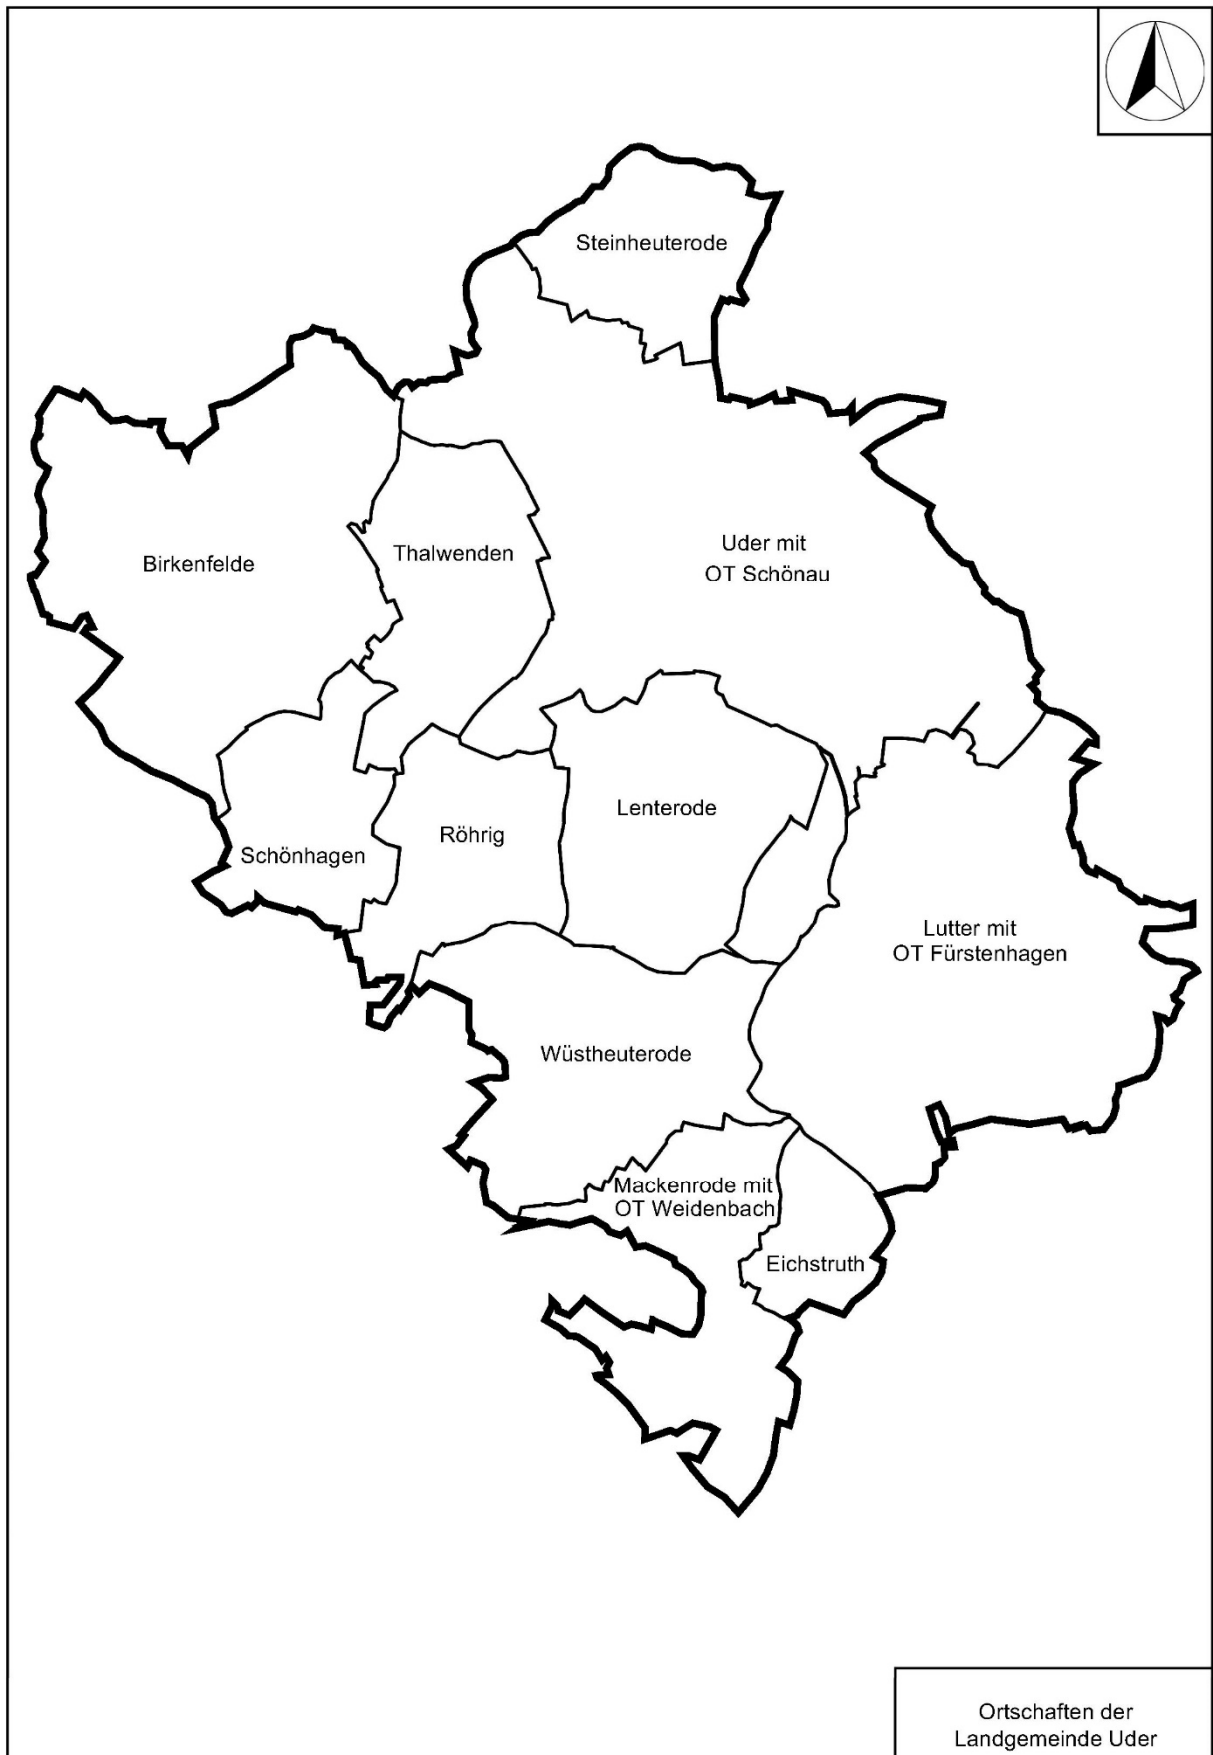 Steinheuterode
Birkenfelde
Thalwenden
Uder mit
OT Schönau
Lenterode
Röhrig
Schönhagen
Lutter mit
OT Fürstenhagen
Wüstheuterode
Mackenrode mit
OT Weidenbach
Eichstruth
Ortschaften der
Landgemeinde Uder